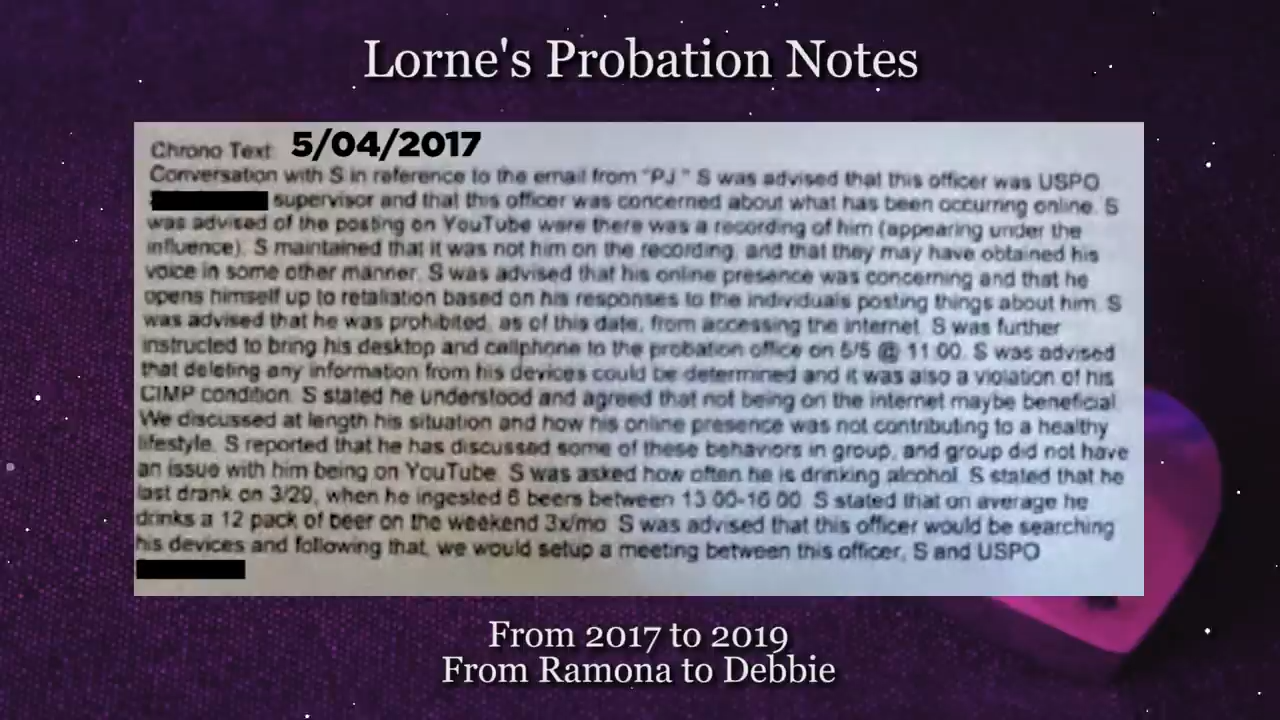 Lorne's Probation Notes
Chrono Text 5/04/2017
Conversation with S in reference to the email from "PJ." S was advised that this officer was USPO
supervisor and that this officer was concerned about what has been occurring online. S
was advised of the posting on YouTube were there was a recording of him (appearing under the
influence). S maintained that it was not him on the recording, and that they may have obtained his
voice in some other manner. S was advised that his online presence was concerning and that he
opens himself up to retaliation based on his responses to the individuals posting things about him. S
was advised that he was prohibited, as of this date, from accessing the internet. S was further
instructed to bring his desktop and cellphone to the probation office on 5/5 @ 11:00. S was advised
that deleting any information from his devices could be determined and it was also a violation of his
CIMP condition. S stated he understood and agreed that not being on the internet maybe beneficial.
We discussed at length his situation and how his online presence was not contributing to a healthy
lifestyle. S reported that he has discussed some of these behaviors in group, and group did not have
an issue with him being on YouTube. S was asked how often he is drinking alcohol. S stated that he
last drank on 3/29, when he ingested 6 beers between 13:00-16:00. S stated that on average he
drinks a 12 pack of beer on the weekend 3x/mo. S was advised that this officer would be searching
his devices and following that, we would setup a meeting between this officer, S and USPO
From 2017 to 2019
From Ramona to Debbie